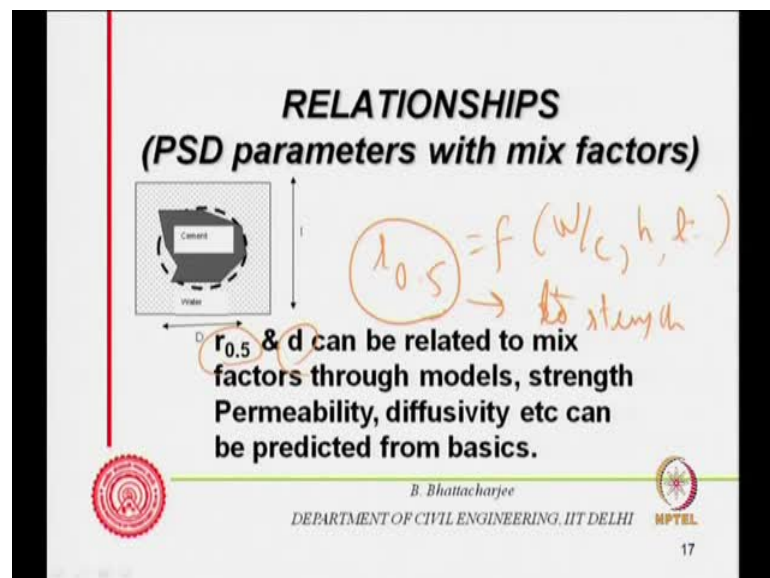 RELATIONSHIPS
(PSD parameters with mix factors)
Cement
Water
l
D
r0.5 = f (W/c, h, t..)
→ strength
r0.5 & d can be related to mix
factors through models, strength
Permeability, diffusivity etc can
be predicted from basics.
B. Bhattacharjee
DEPARTMENT OF CIVIL ENGINEERING, IIT DELHI
NPTEL
17